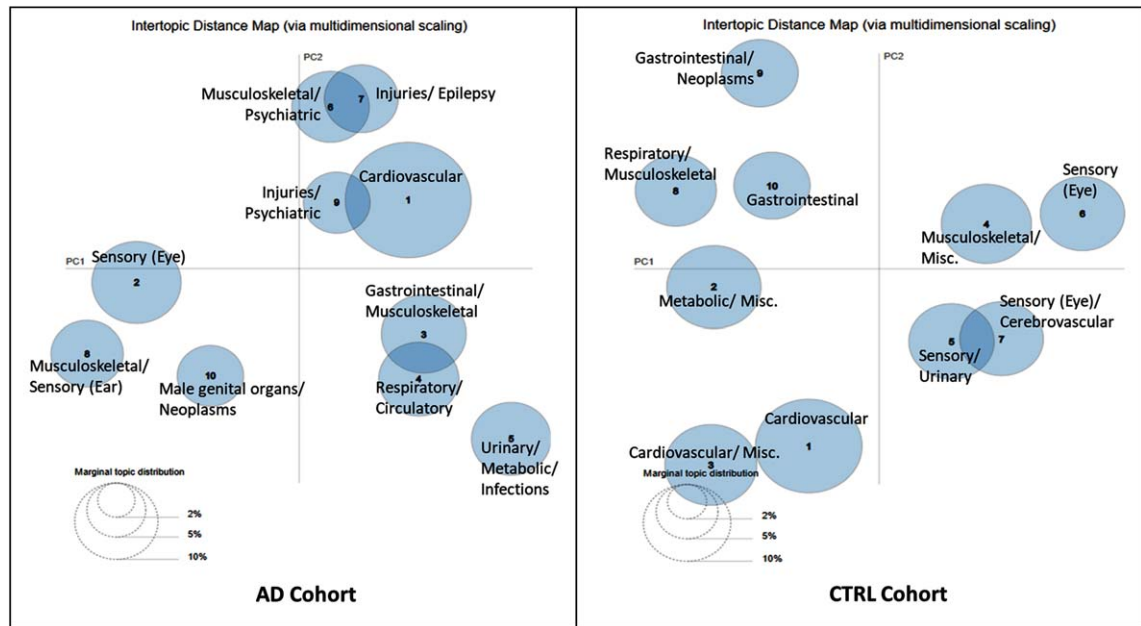 Intertopic Distance Map (via multidimensional scaling)
PC2
Musculoskeletal/
Psychiatric
6
7
Injuries/ Epilepsy
Injuries/
Psychiatric
9
Cardiovascular
1
PC1
Sensory (Eye)
2
Gastrointestinal/
Musculoskeletal
3
8
Musculoskeletal/
Sensory (Ear)
10
Male genital organs/
Neoplasms
4
Respiratory/
Circulatory
5
Urinary/
Metabolic/
Infections
Marginal topic distribution
2%
5%
10%
AD Cohort
Intertopic Distance Map (via multidimensional scaling)
PC2
Gastrointestinal/
Neoplasms
9
Respiratory/
Musculoskeletal
8
10
Gastrointestinal
Sensory
(Eye)
6
4
Musculoskeletal/
Misc.
PC1
2
Metabolic/ Misc.
Sensory (Eye)/
Cerebrovascular
5
7
Sensory/
Urinary
Cardiovascular
1
Cardiovascular/ Misc.
3
Marginal topic distribution
2%
5%
10%
CTRL Cohort